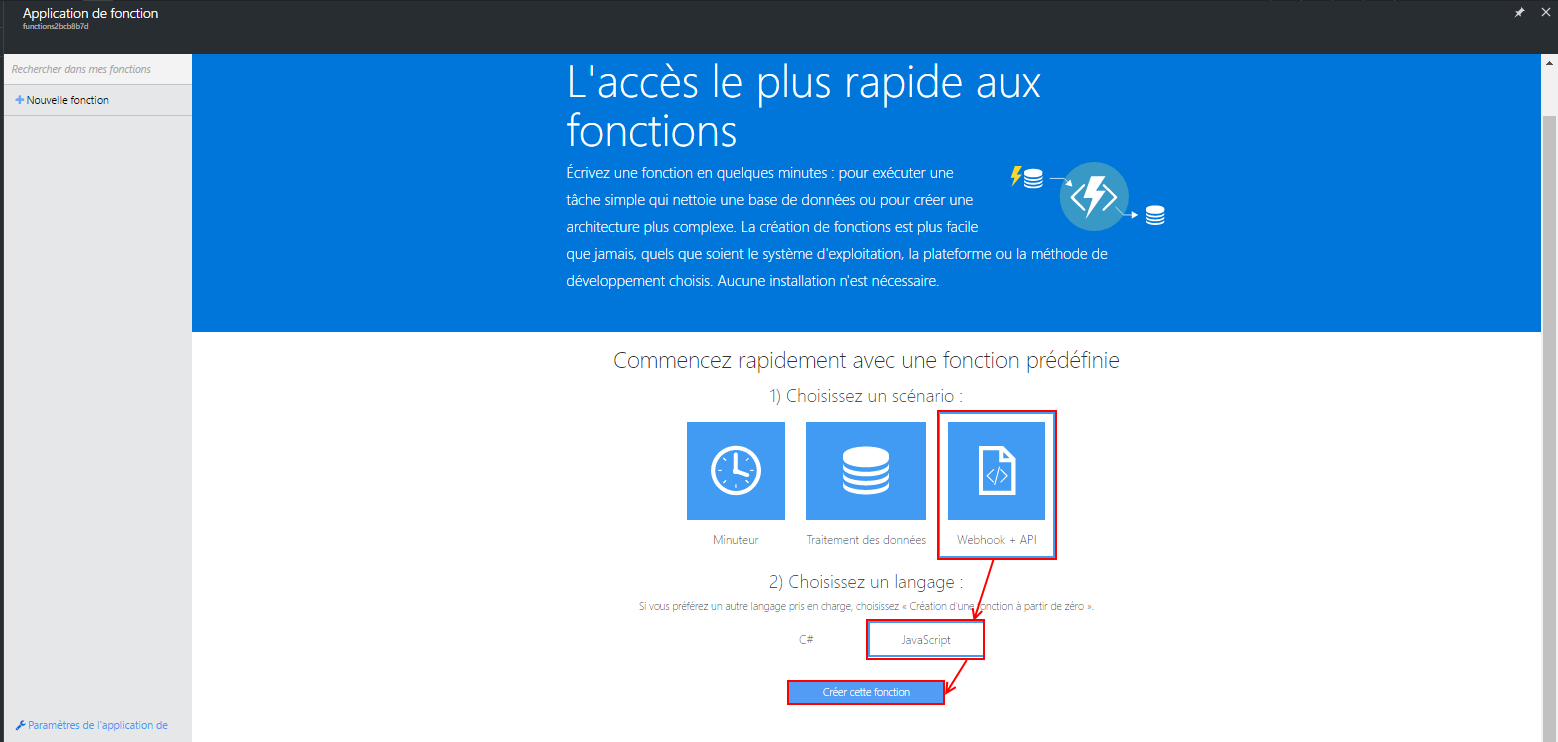 Application de fonction
functions2bcb8b7d
Rechercher dans mes fonctions
Nouvelle fonction
L'accès le plus rapide aux
fonctions
Écrivez une fonction en quelques minutes : pour exécuter une
tâche simple qui nettoie une base de données ou pour créer une
architecture plus complexe. La création de fonctions est plus facile
que jamais, quels que soient le système d'exploitation, la plateforme ou la méthode de
développement choisis. Aucune installation n'est nécessaire.
Commencez rapidement avec une fonction prédéfinie
1) Choisissez un scénario :
Minuteur
Traitement des données
Webhook + API
2) Choisissez un langage :
Si vous préférez un autre langage pris en charge, choisissez « Création d'une fonction à partir de zéro ».
C#
JavaScript
Créer cette fonction
Paramètres de l'application de